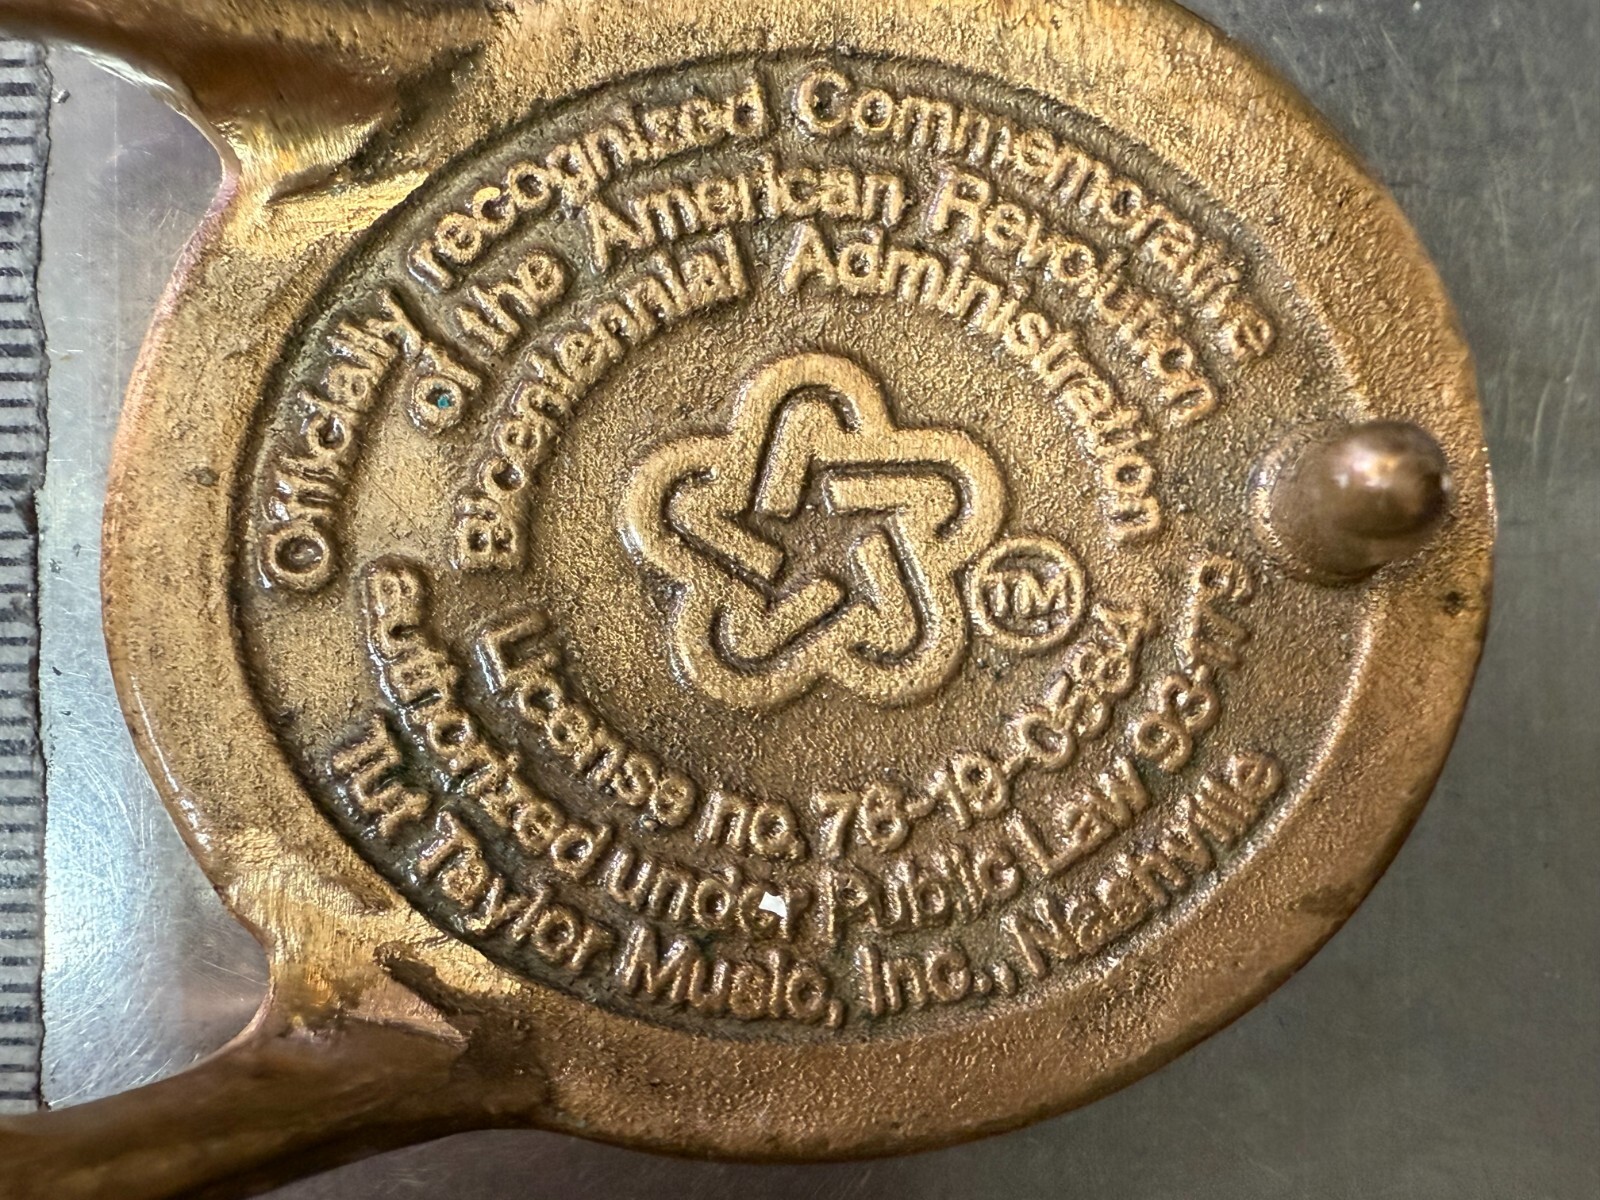 Officially recognized Commemorative
of the American Revolution
Bicentennial Administration
TM
License no. 76-19-0584
authorized under Public Law 93-179
Tut Taylor Music, Inc., Nashville